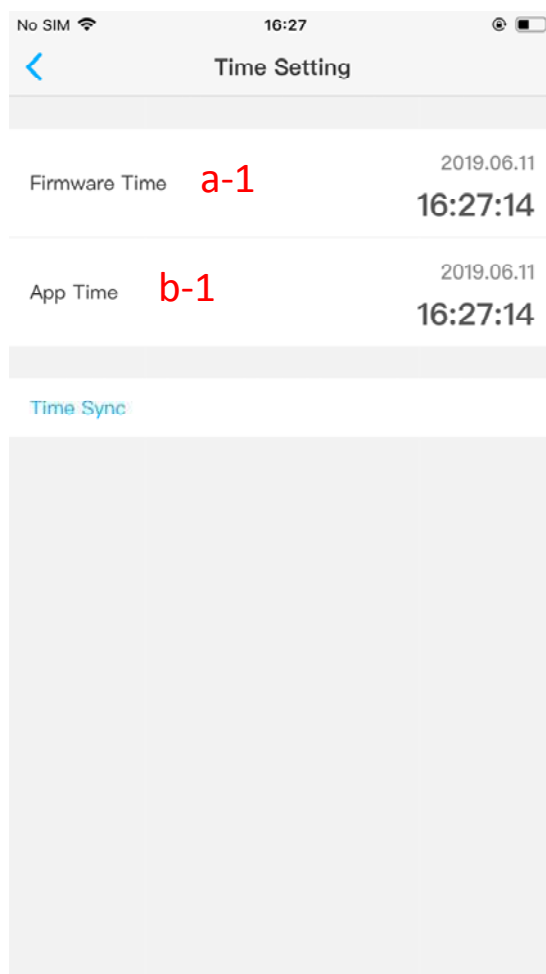 No SIM 16:27
Time Setting
Firmware Time a-1 2019.06.11
16:27:14
App Time b-1 2019.06.11
16:27:14
Time Sync